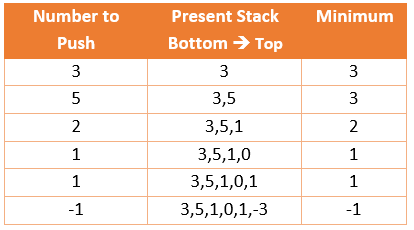 Number to Push Present Stack Bottom → Top Minimum
3 3 3
5 3,5 3
2 3,5,1 2
1 3,5,1,0 1
1 3,5,1,0,1 1
-1 3,5,1,0,1,-3 -1